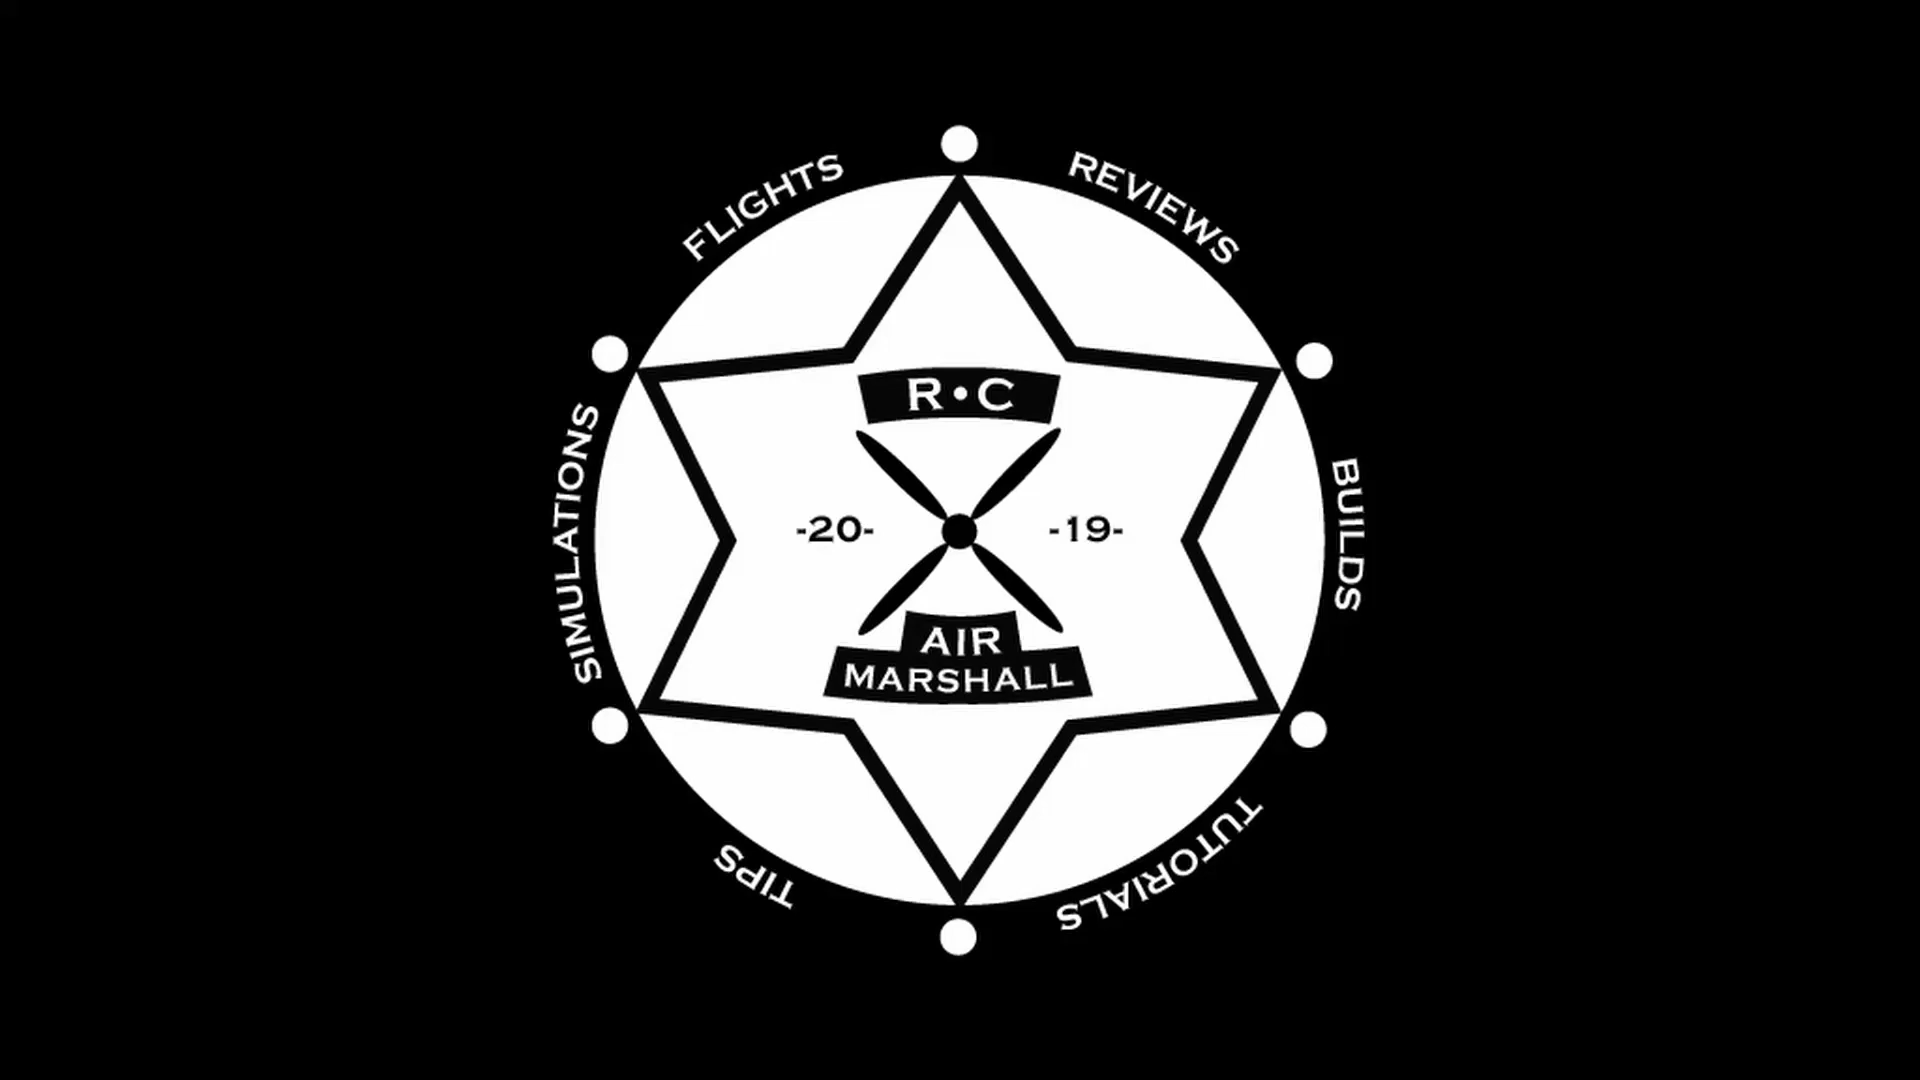 FLIGHTS
REVIEWS
BUILDS
TUTORIALS
TIPS
SIMULATIONS
R•C
-20- -19-
AIR
MARSHALL